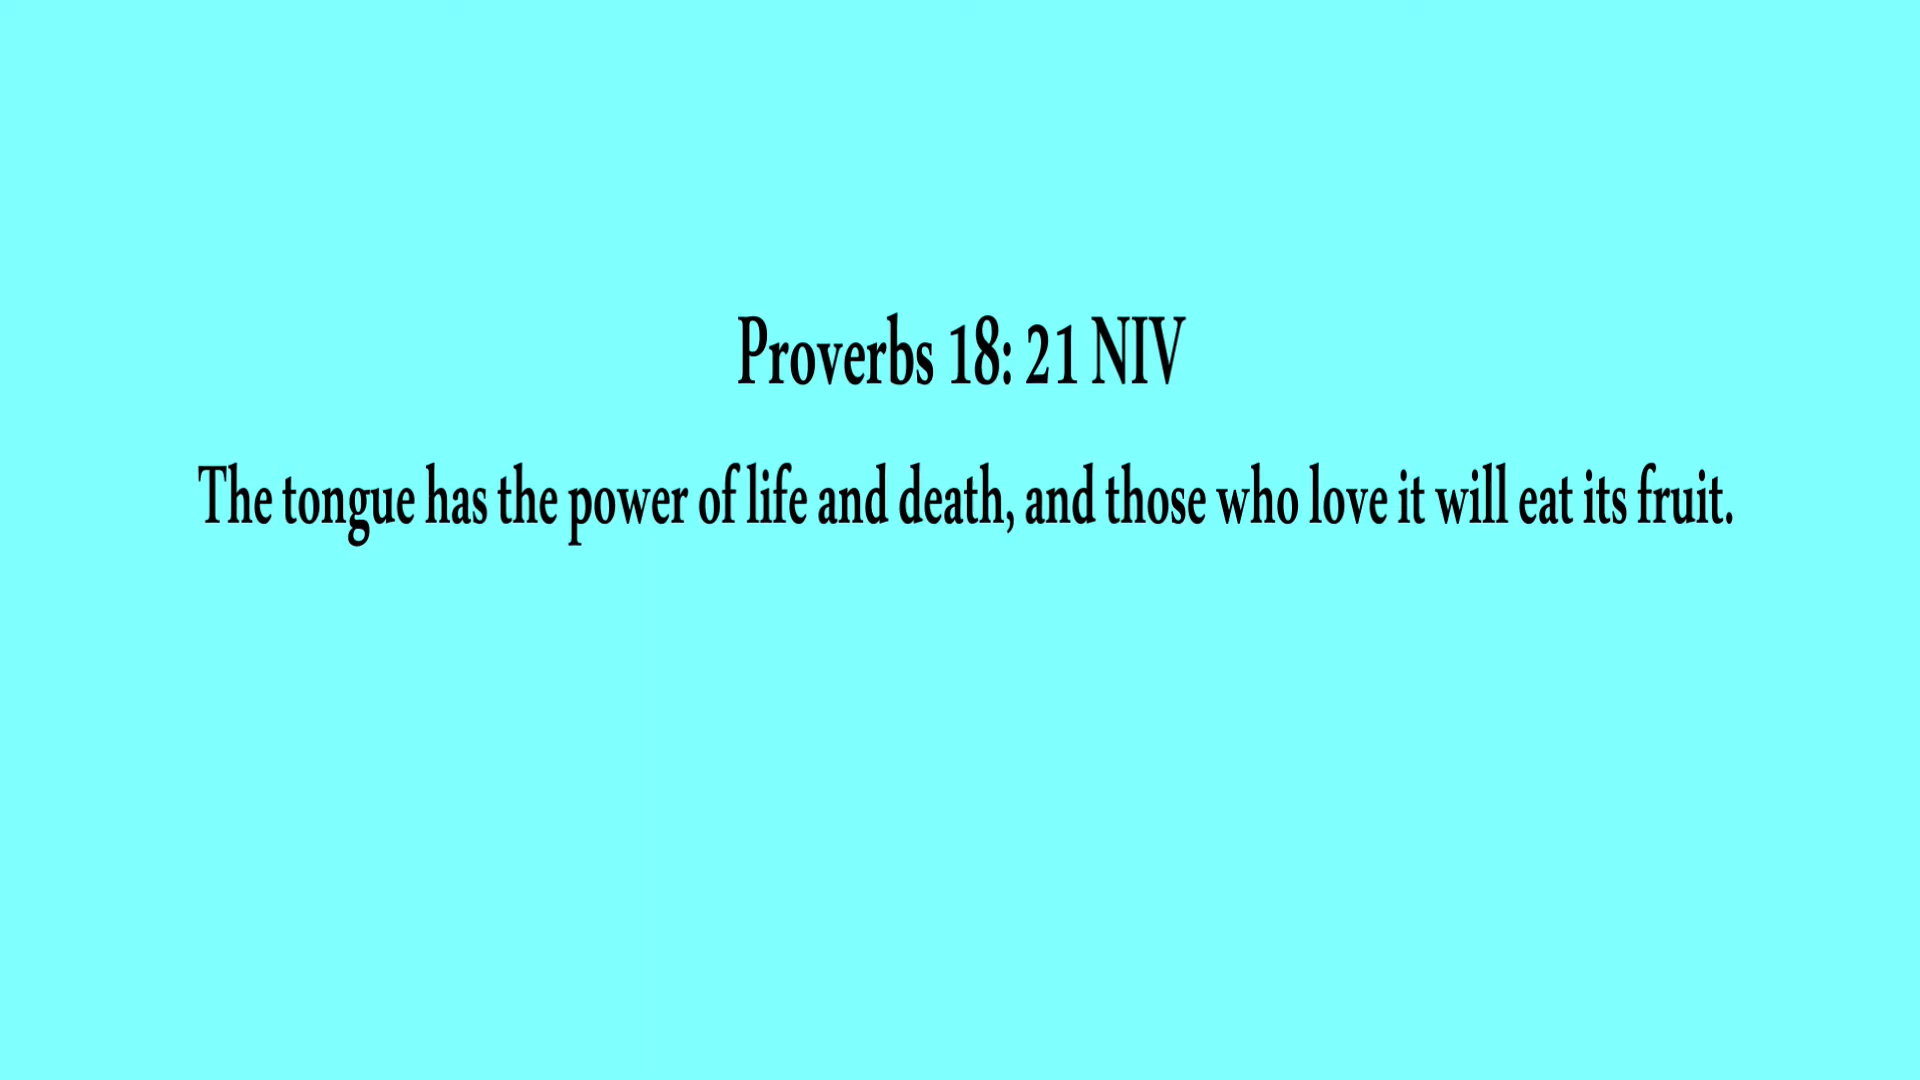 Proverbs 18: 21 NIV
The tongue has the power of life and death, and those who love it will eat its fruit.